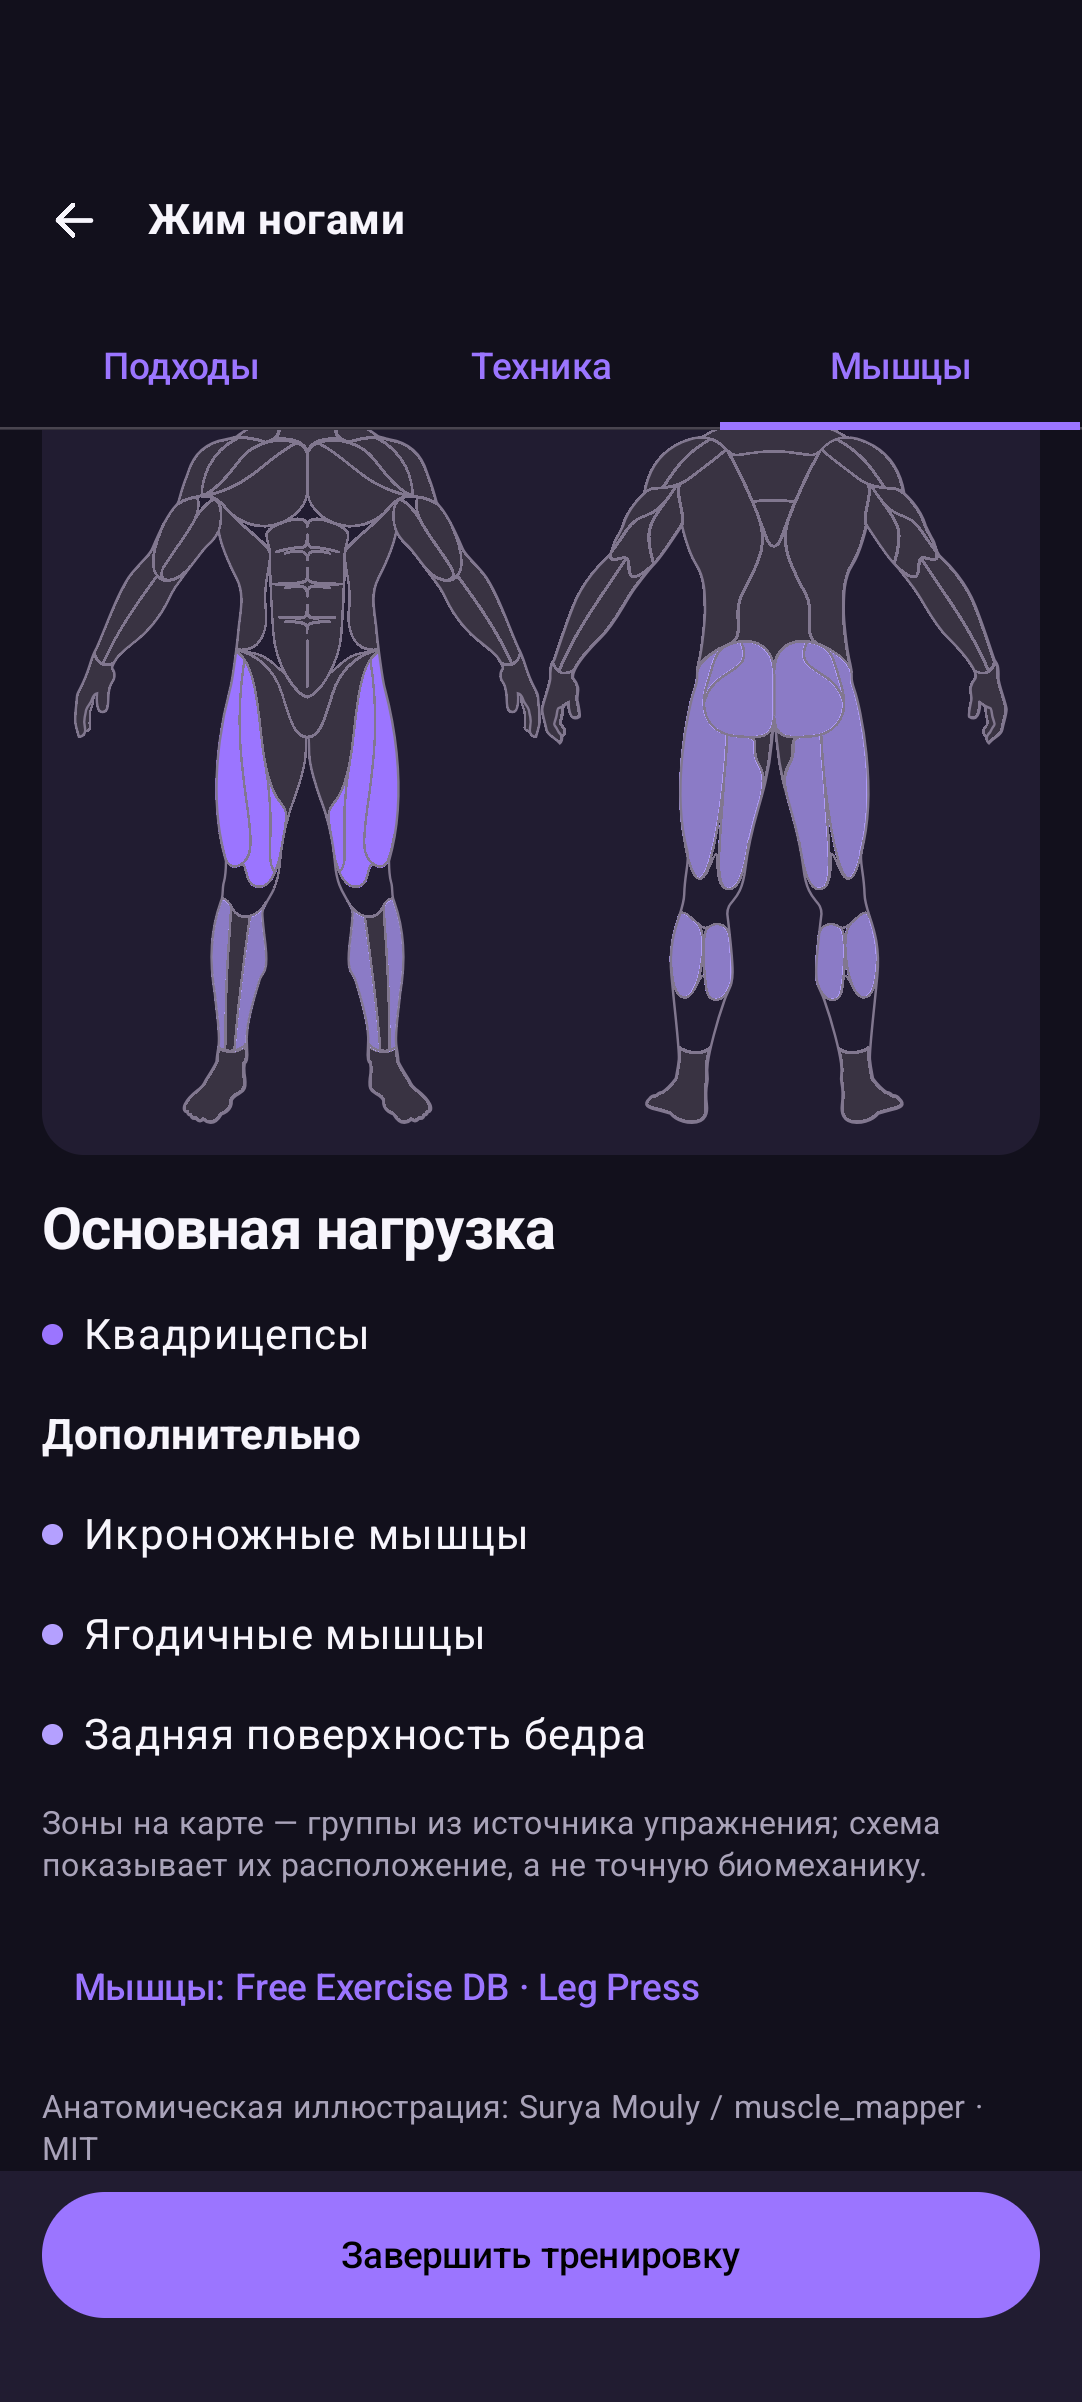 Жим ногами
Подходы
Техника
Мышцы
Основная нагрузка
Квадрицепсы
Дополнительно
Икроножные мышцы
Ягодичные мышцы
Задняя поверхность бедра
Зоны на карте — группы из источника упражнения; схема
показывает их расположение, а не точную биомеханику.
Мышцы: Free Exercise DB · Leg Press
Анатомическая иллюстрация: Surya Mouly / muscle_mapper ·
MIT
Завершить тренировку